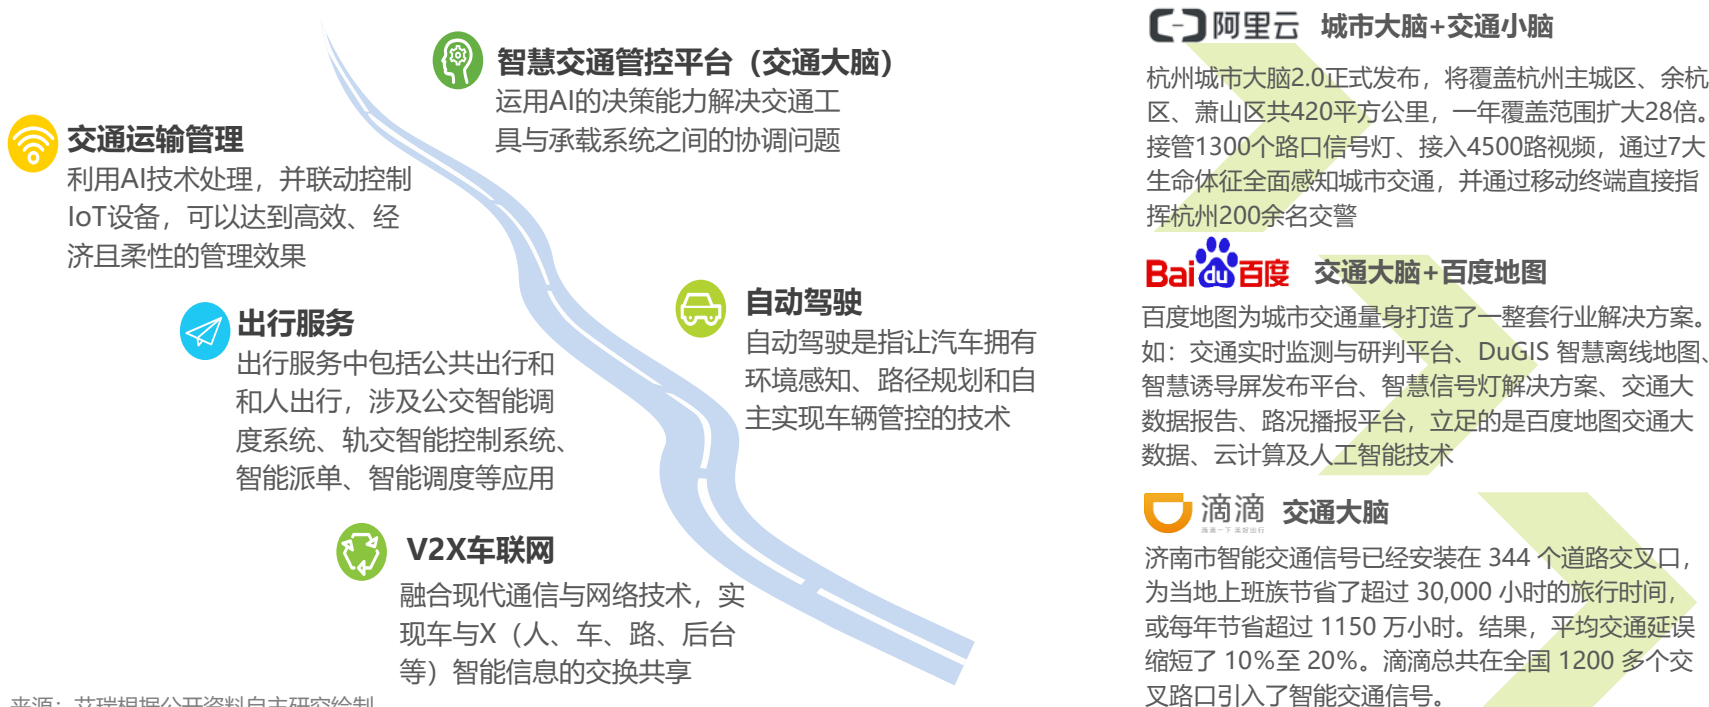 智慧交通管控平台（交通大脑）
运用AI的决策能力解决交通工
具与承载系统之间的协调问题
交通运输管理
利用AI技术处理，并联动控制
IoT设备，可以达到高效、经
济且柔性的管理效果
出行服务
出行服务中包括公共出行和
和人出行，涉及公交智能调
度系统、轨交智能控制系统、
智能派单、智能调度等应用
自动驾驶
自动驾驶是指让汽车拥有
环境感知、路径规划和自
主实现车辆管控的技术
V2X车联网
融合现代通信与网络技术，实
现车与X（人、车、路、后台
等）智能信息的交换共享
来源：艾瑞根据公开资料自主研究绘制
阿里云 城市大脑+交通小脑
杭州城市大脑2.0正式发布，将覆盖杭州主城区、余杭
区、萧山区共420平方公里，一年覆盖范围扩大28倍。
接管1300个路口信号灯、接入4500路视频，通过7大
生命体征全面感知城市交通，并通过移动终端直接指
挥杭州200余名交警
Bai du 百度 交通大脑+百度地图
百度地图为城市交通量身打造了一整套行业解决方案。
如：交通实时监测与研判平台、DuGIS 智慧离线地图、
智慧诱导屏发布平台、智慧信号灯解决方案、交通大
数据报告、路况播报平台，立足的是百度地图交通大
数据、云计算及人工智能技术
滴滴 交通大脑
滴滴一下 美好出行
济南市智能交通信号已经安装在 344 个道路交叉口，
为当地上班族节省了超过 30,000 小时的旅行时间，
或每年节省超过 1150 万小时。结果，平均交通延误
缩短了 10%至 20%。滴滴总共在全国 1200 多个交
叉路口引入了智能交通信号。